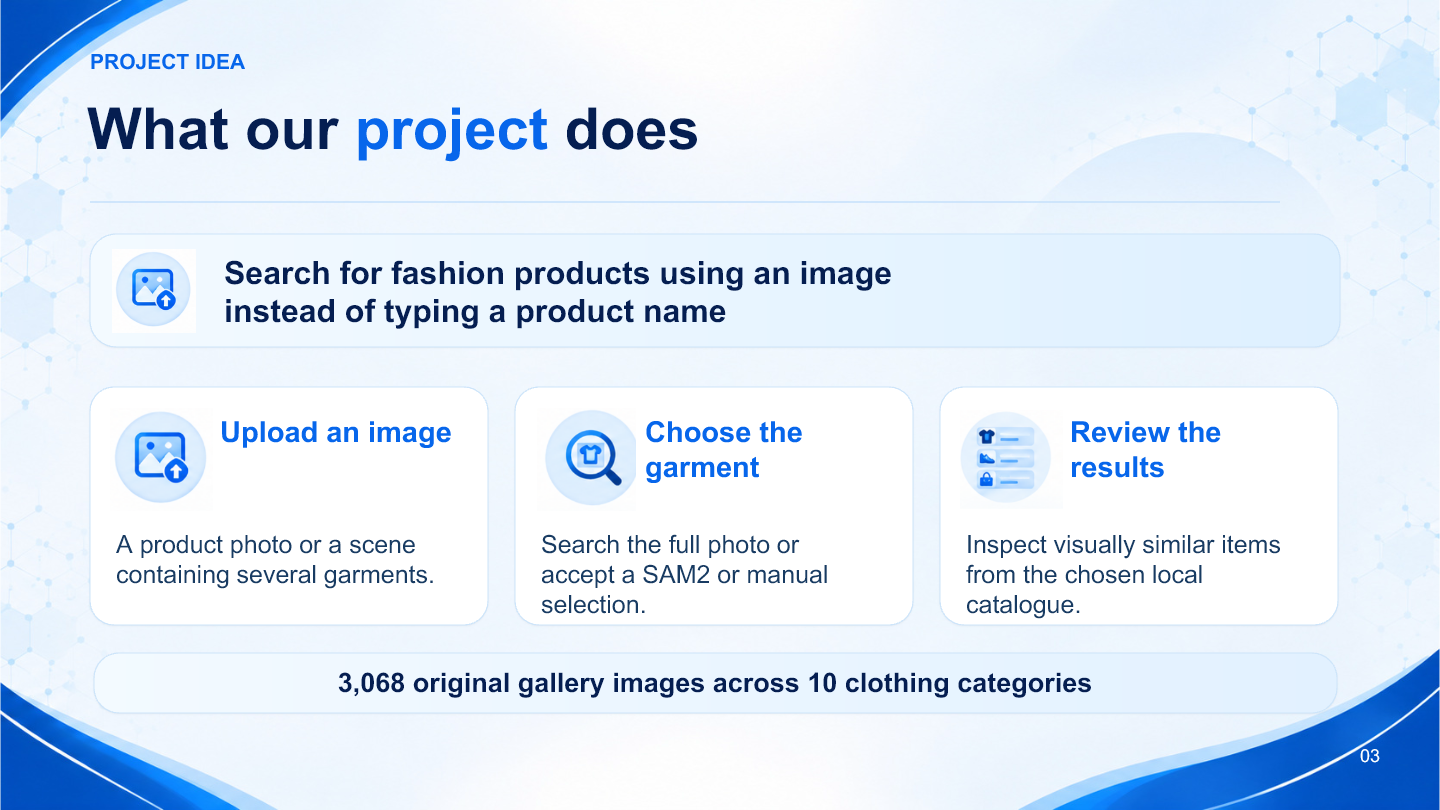 PROJECT IDEA
What our project does
Search for fashion products using an image
instead of typing a product name
Upload an image
A product photo or a scene
containing several garments.
Choose the
garment
Search the full photo or
accept a SAM2 or manual
selection.
Review the
results
Inspect visually similar items
from the chosen local
catalogue.
3,068 original gallery images across 10 clothing categories
03